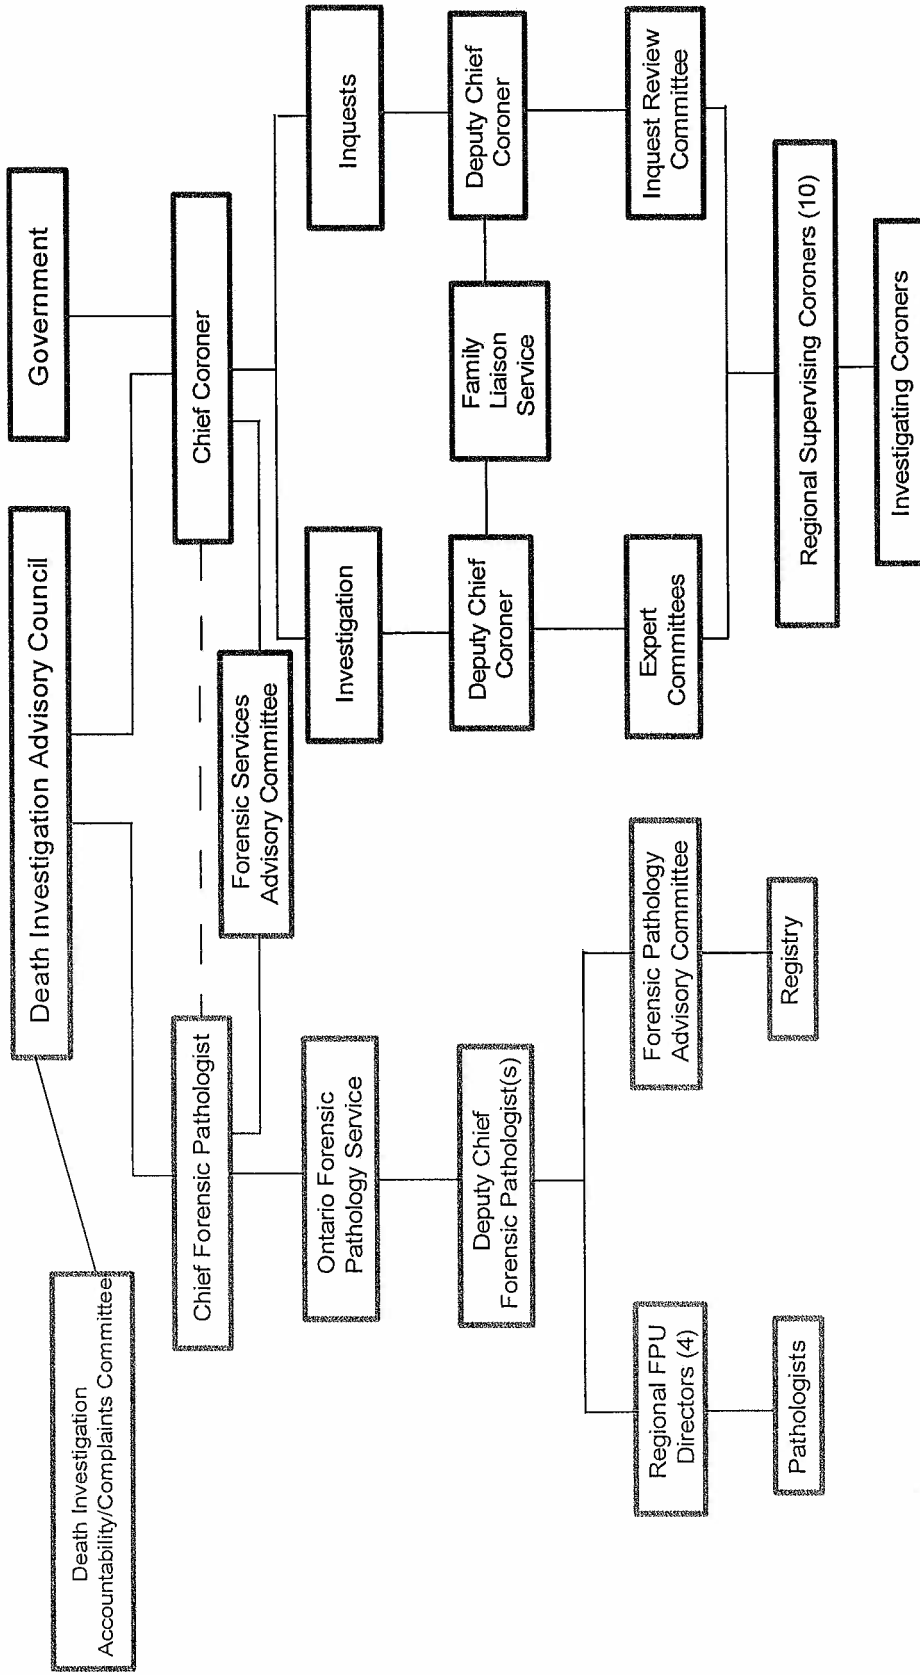 Death Investigation
Accountability/Complaints Committee
Death Investigation Advisory Council
Government
Chief Forensic Pathologist
Chief Coroner
Forensic Services
Advisory Committee
Ontario Forensic
Pathology Service
Investigation
Inquests
Deputy Chief
Forensic Pathologist(s)
Deputy Chief
Coroner
Family
Liaison
Service
Deputy Chief
Coroner
Regional FPU
Directors (4)
Forensic Pathology
Advisory Committee
Expert
Committees
Inquest Review
Committee
Pathologists
Registry
Regional Supervising Coroners (10)
Investigating Coroners